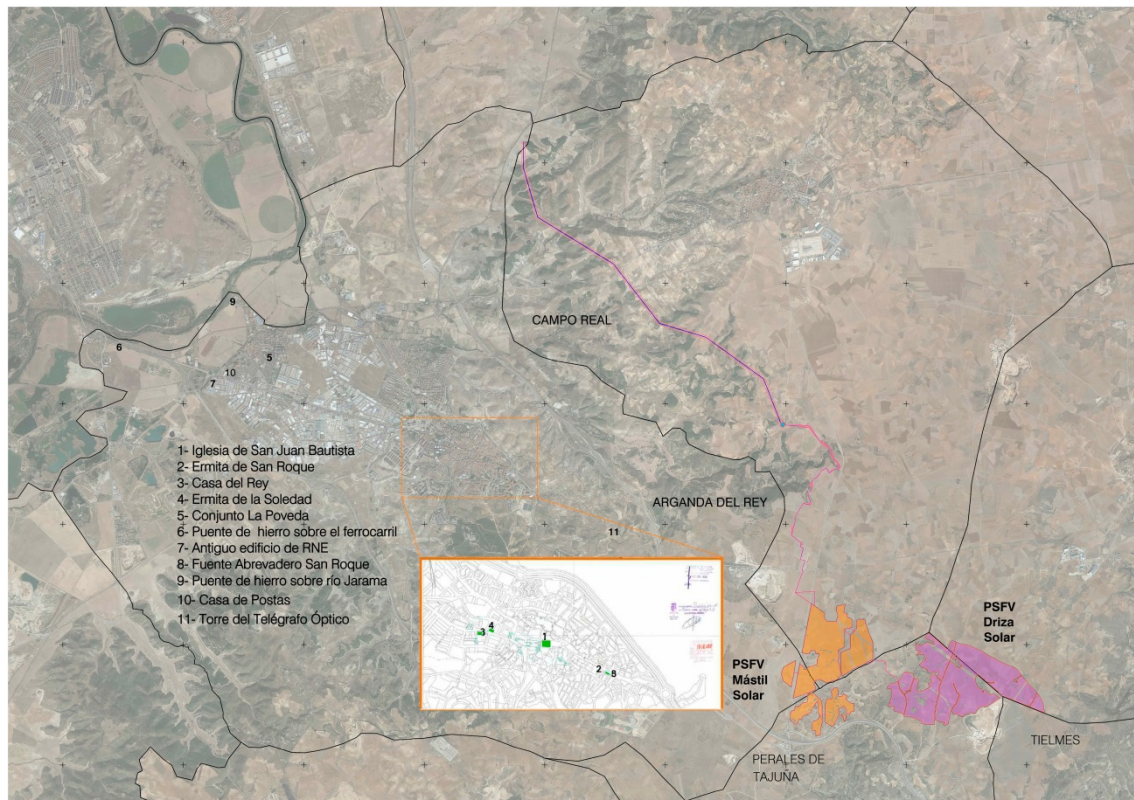 CAMPO REAL
9
6
5
10
7
1- Iglesia de San Juan Bautista
2- Ermita de San Roque
3- Casa del Rey
4- Ermita de la Soledad
5- Conjunto La Poveda
6- Puente de hierro sobre el ferrocarril
7- Antiguo edificio de RNE
8- Fuente Abrevadero San Roque
9- Puente de hierro sobre río Jarama
10- Casa de Postas
11- Torre del Telégrafo Óptico
ARGANDA DEL REY
11
4
3
1
2
8
PSFV
Mástil
Solar
PSFV
Driza
Solar
PERALES DE
TAJUÑA
TIELMES